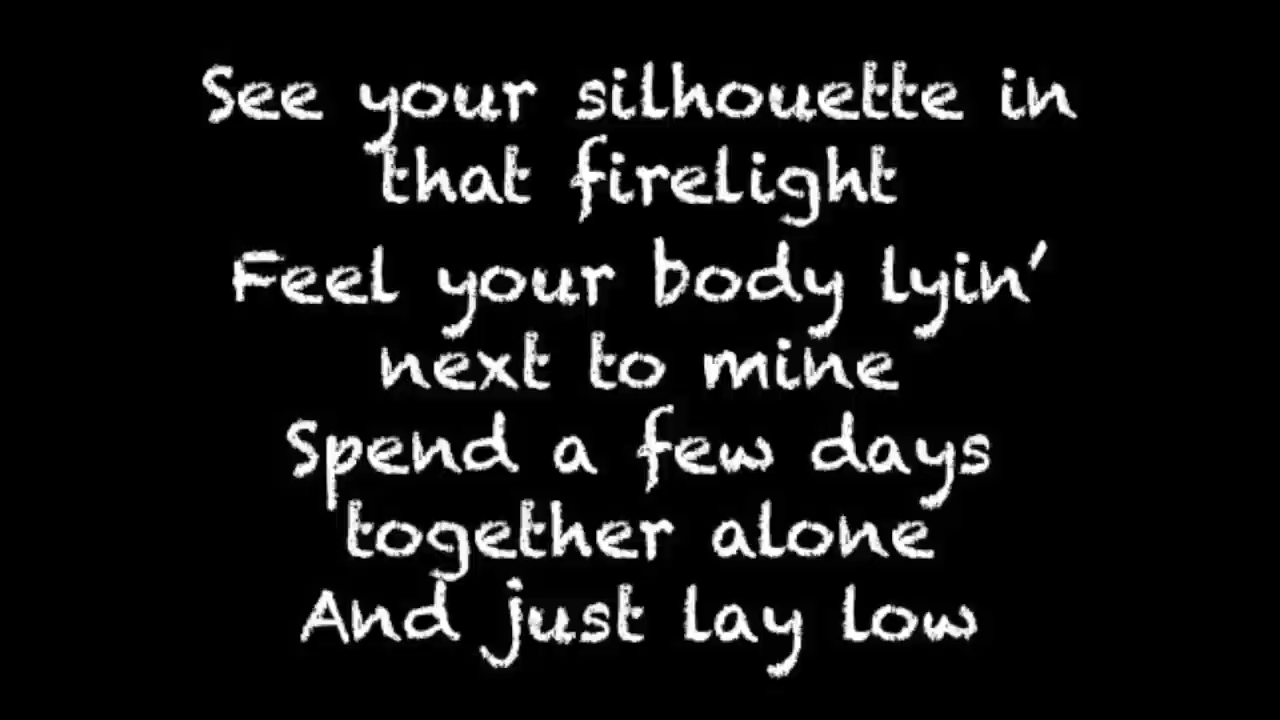 See your silhouette in
that firelight
Feel your body lyin'
next to mine
Spend a few days
together alone
And just lay low